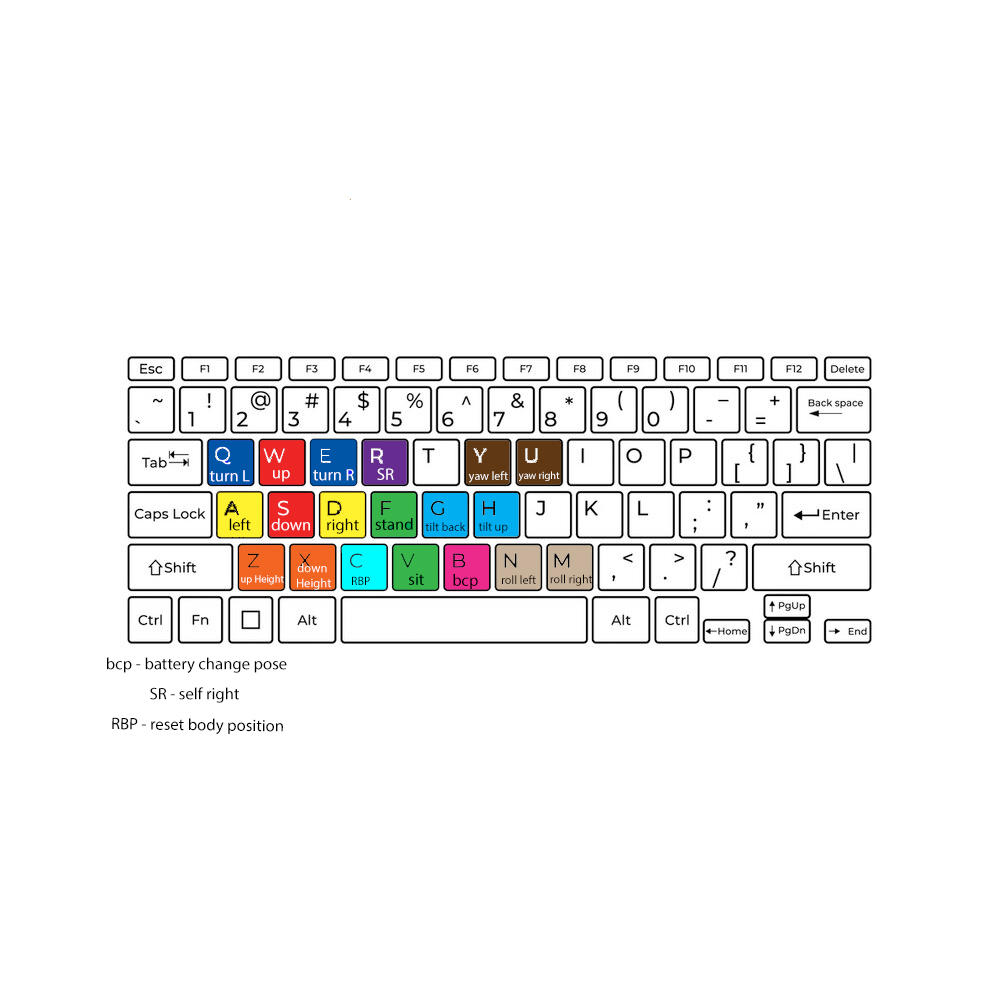 Esc F1 F2 F3 F4 F5 F6 F7 F8 F9 F10 F11 F12 Delete
` ~ 1 ! 2 @ 3 # 4 $ 5 % 6 ^ 7 & 8 * 9 ( 0 ) - _ = + Back space
Tab Q turn L W up E turn R R SR T Y yaw left U yaw right I O P [ { ] } \ |
Caps Lock A left S down D right F stand G tilt back H tilt up J K L ; : , ” Enter
Shift Z up Height X down Height C RBP V sit B bcp N roll left M roll right , < . > / ? Shift
Ctrl Fn Alt Alt Ctrl Home PgUp PgDn End
bcp - battery change pose
SR - self right
RBP - reset body position